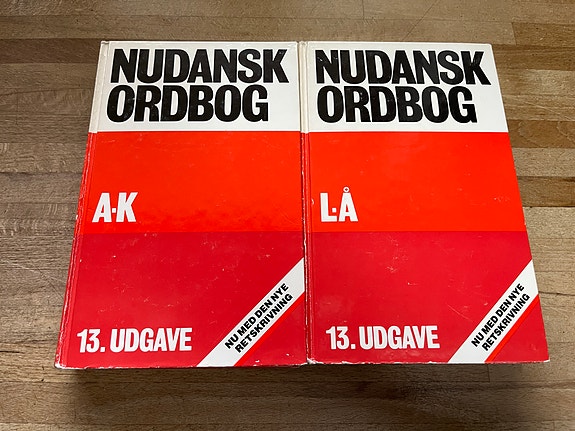 NUDANSK
ORDBOG
A-K
13. UDGAVE
NU MED DEN NYE
RETSKRIVNING
NUDANSK
ORDBOG
L-Å
13. UDGAVE
NU MED DEN NYE
RETSKRIVNING